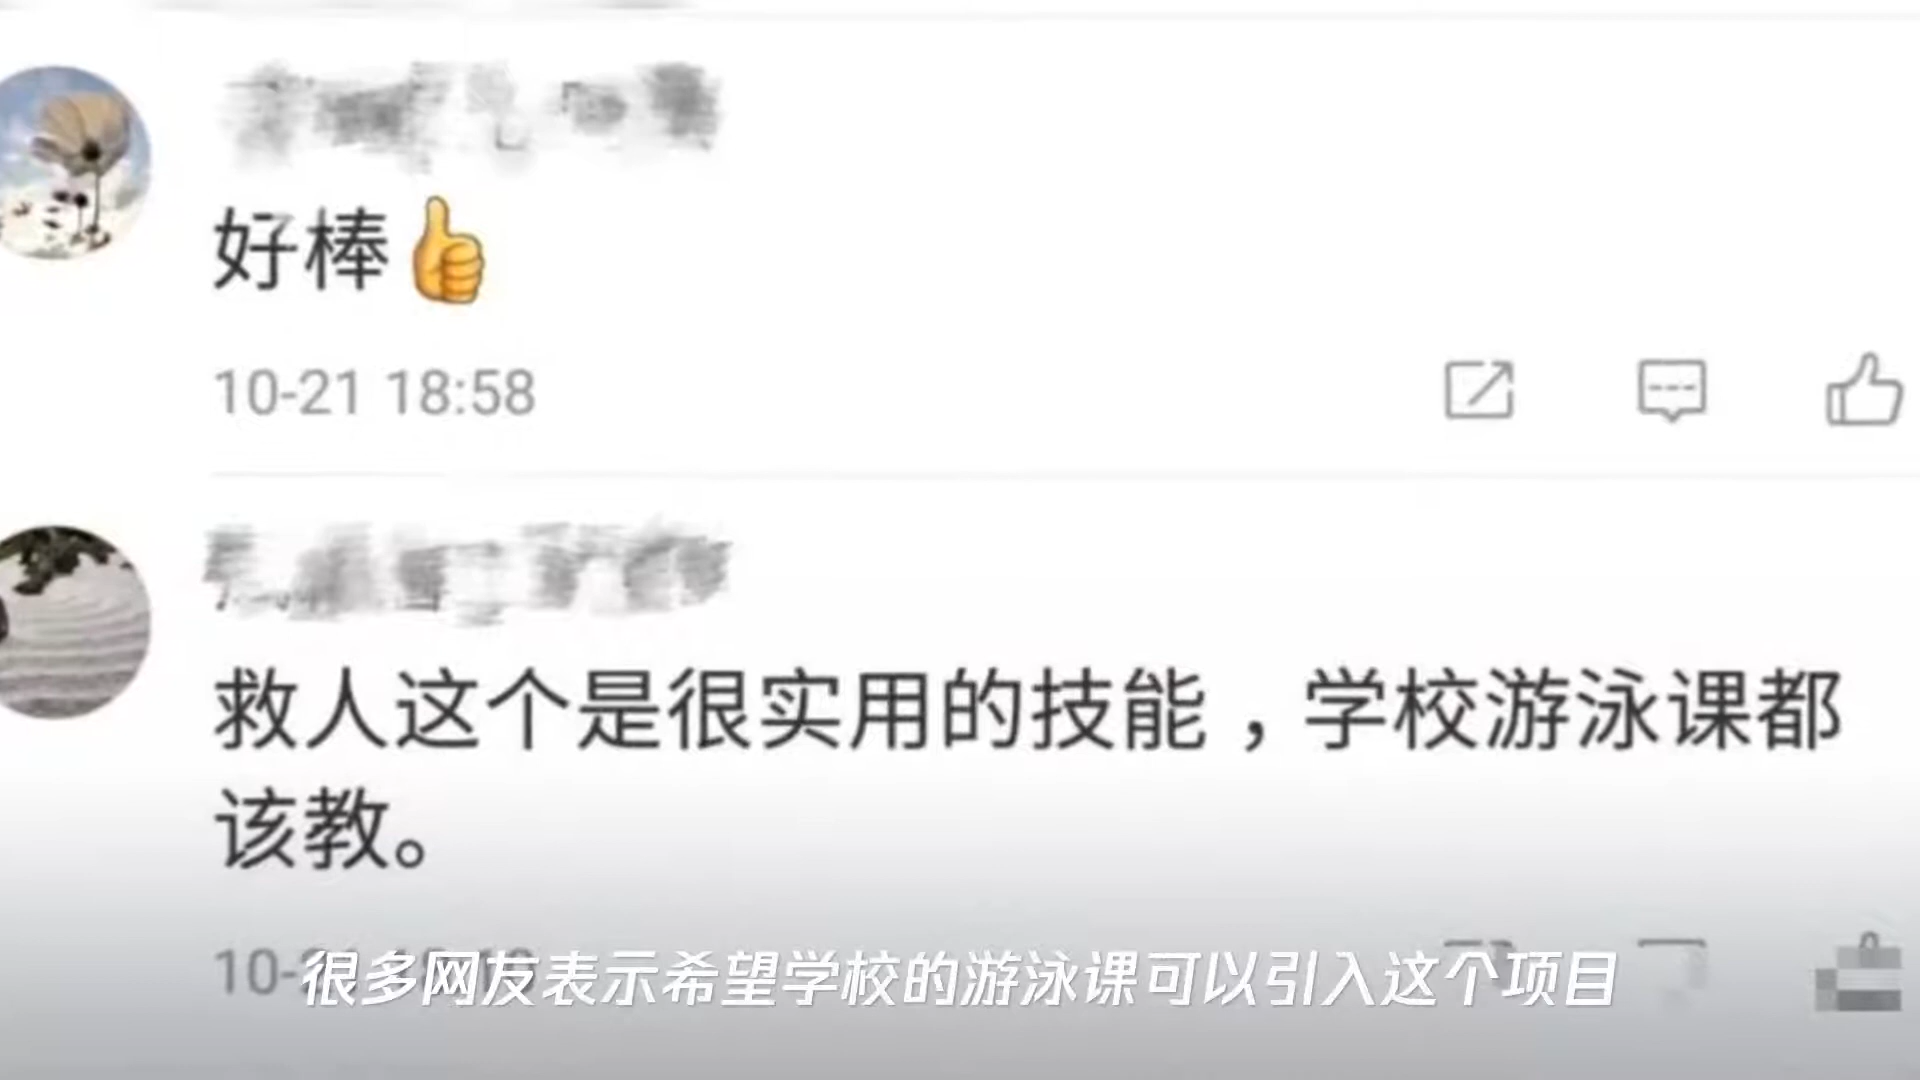 好棒👍
10-21 18:58
救人这个是很实用的技能，学校游泳课都
该教。
10-2
很多网友表示希望学校的游泳课可以引入这个项目